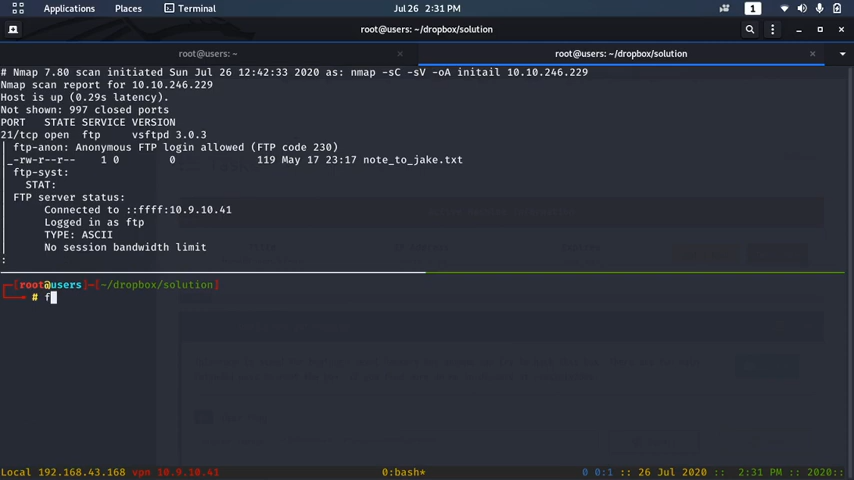 Applications Places Terminal Jul 26 2:31 PM 1
root@users: ~/dropbox/solution
root@users: ~ root@users: ~/dropbox/solution
# Nmap 7.80 scan initiated Sun Jul 26 12:42:33 2020 as: nmap -sC -sV -oA initail 10.10.246.229
Nmap scan report for 10.10.246.229
Host is up (0.29s latency).
Not shown: 997 closed ports
PORT STATE SERVICE VERSION
21/tcp open ftp vsftpd 3.0.3
| ftp-anon: Anonymous FTP login allowed (FTP code 230)
|_-rw-r--r-- 1 0 0 119 May 17 23:17 note_to_jake.txt
| ftp-syst:
| STAT:
| FTP server status:
| Connected to ::ffff:10.9.10.41
| Logged in as ftp
| TYPE: ASCII
| No session bandwidth limit
:
┌─[root@users]─[~/dropbox/solution]
└──╼ # f
Local 192.168.43.168 vpn 10.9.10.41 0:bash* 0 0:1 :: 26 Jul 2020 :: 2:31 PM :: 2020::